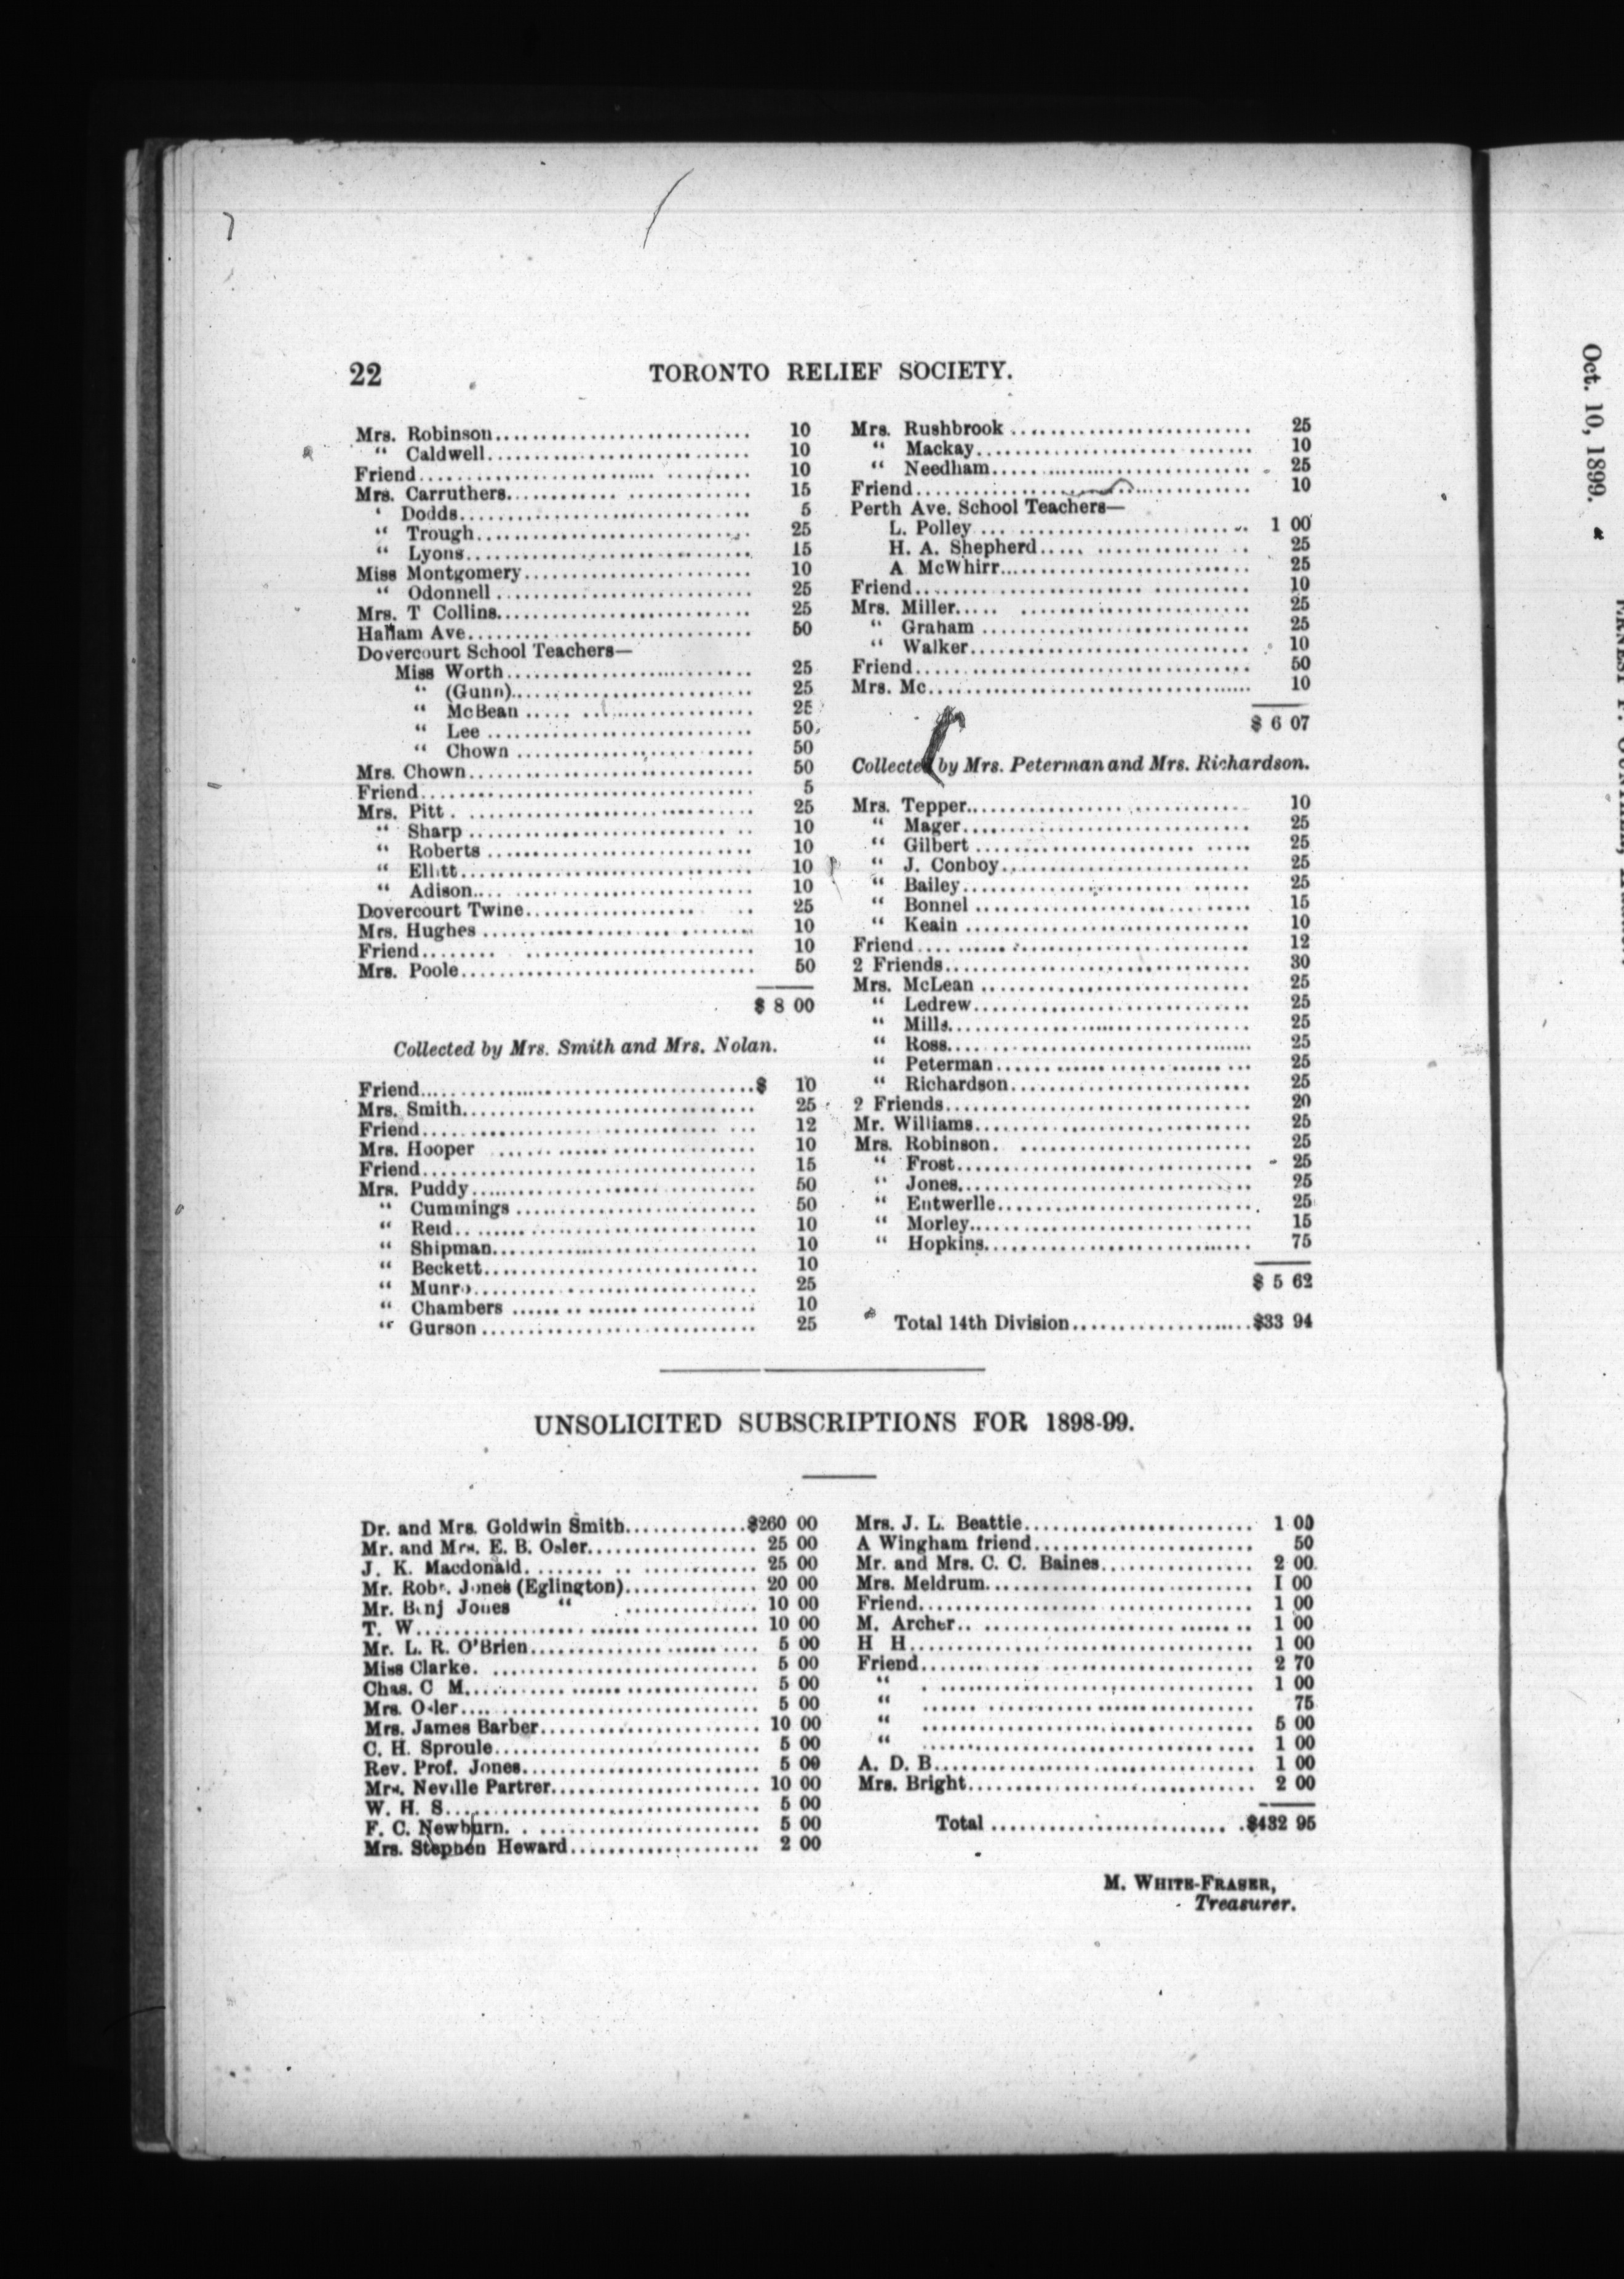 22 TORONTO RELIEF SOCIETY.
Mrs. Robinson........ 10
“ Caldwell........ 10
Friend........ 10
Mrs. Carruthers........ 15
‘ Dodds........ 5
“ Trough........ 25
“ Lyons........ 15
Miss Montgomery........ 10
“ Odonnell........ 25
Mrs. T Collins........ 25
Hallam Ave........ 50
Dovercourt School Teachers—
Miss Worth........ 25
“ (Gunn)........ 25
“ McBean........ 25
“ Lee........ 50
“ Chown........ 50
Mrs. Chown........ 50
Friend........ 5
Mrs. Pitt........ 25
“ Sharp........ 10
“ Roberts........ 10
“ Ellitt........ 10
“ Adison........ 10
Dovercourt Twine........ 25
Mrs. Hughes........ 10
Friend........ 10
Mrs. Poole........ 50
$ 8 00
Collected by Mrs. Smith and Mrs. Nolan.
Friend........$ 10
Mrs. Smith........ 25
Friend........ 12
Mrs. Hooper........ 10
Friend........ 15
Mrs. Puddy........ 50
“ Cummings........ 50
“ Reid........ 10
“ Shipman........ 10
“ Beckett........ 10
“ Munro........ 25
“ Chambers........ 10
“ Gurson........ 25
Mrs. Rushbrook........ 25
“ Mackay........ 10
“ Needham........ 25
Friend........ 10
Perth Ave. School Teachers—
L. Polley........ 1 00
H. A. Shepherd........ 25
A McWhirr........ 25
Friend........ 10
Mrs. Miller........ 25
“ Graham........ 25
“ Walker........ 10
Friend........ 50
Mrs. Mc........ 10
$ 6 07
Collected by Mrs. Peterman and Mrs. Richardson.
Mrs. Tepper........ 10
“ Mager........ 25
“ Gilbert........ 25
“ J. Conboy........ 25
“ Bailey........ 25
“ Bonnel........ 15
“ Keain........ 10
Friend........ 12
2 Friends........ 30
Mrs. McLean........ 25
“ Ledrew........ 25
“ Mills........ 25
“ Ross........ 25
“ Peterman........ 25
“ Richardson........ 25
2 Friends........ 20
Mr. Williams........ 25
Mrs. Robinson........ 25
“ Frost........ 25
“ Jones........ 25
“ Entwerlle........ 25
“ Morley........ 15
“ Hopkins........ 75
$ 5 62
Total 14th Division........$33 94
UNSOLICITED SUBSCRIPTIONS FOR 1898-99.
Dr. and Mrs. Goldwin Smith........$260 00
Mr. and Mrs. E. B. Osler........ 25 00
J. K. Macdonald........ 25 00
Mr. Robt. Jones (Eglington)........ 20 00
Mr. Benj Jones “ ........ 10 00
T. W........ 10 00
Mr. L. R. O'Brien........ 5 00
Miss Clarke........ 5 00
Chas. C M........ 5 00
Mrs. Osler........ 5 00
Mrs. James Barber........ 10 00
C. H. Sproule........ 5 00
Rev. Prof. Jones........ 5 00
Mrs. Neville Partrer........ 10 00
W. H. S........ 5 00
F. C. Newburn........ 5 00
Mrs. Stephen Heward........ 2 00
Mrs. J. L. Beattie........ 1 00
A Wingham friend........ 50
Mr. and Mrs. C. C. Baines........ 2 00
Mrs. Meldrum........ 1 00
Friend........ 1 00
M. Archer........ 1 00
H H........ 1 00
Friend........ 2 70
“ ........ 1 00
“ ........ 75
“ ........ 5 00
“ ........ 1 00
A. D. B........ 1 00
Mrs. Bright........ 2 00
Total........$432 95
M. WHITE-FRASER,
Treasurer.
Oct. 10, 1899.